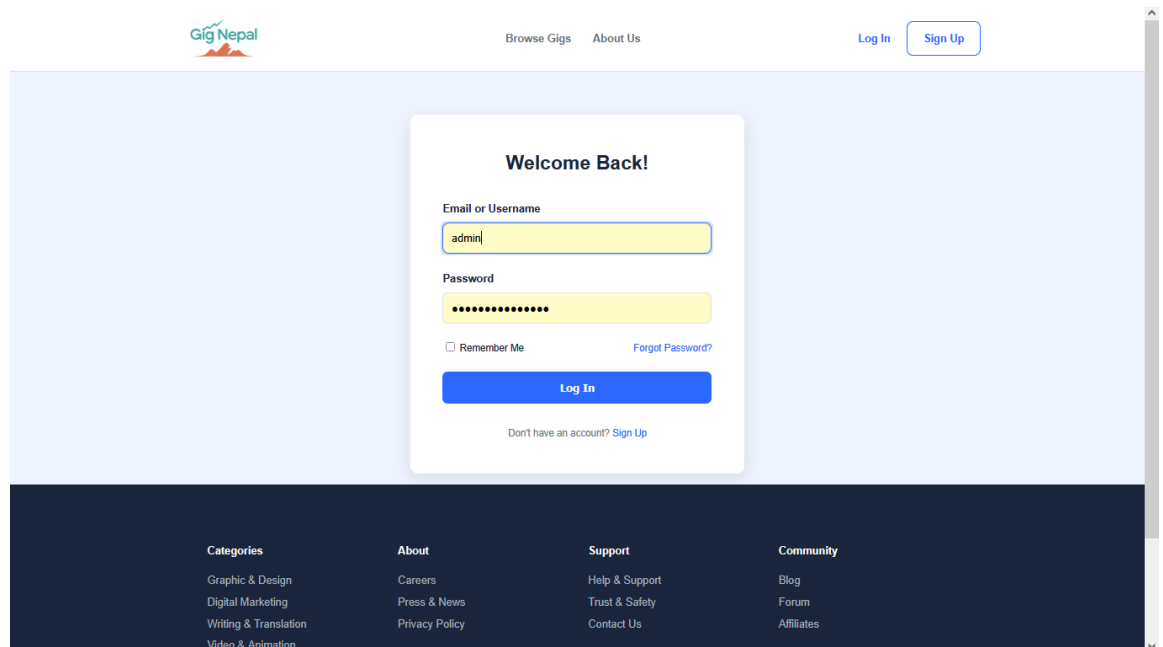 Gig Nepal
Browse Gigs About Us
Log In Sign Up
Welcome Back!
Email or Username
admin
Password
●●●●●●●●●●●●●●●
Remember Me Forgot Password?
Log In
Don't have an account? Sign Up
Categories About Support Community
Graphic & Design Careers Help & Support Blog
Digital Marketing Press & News Trust & Safety Forum
Writing & Translation Privacy Policy Contact Us Affiliates
Video & Animation